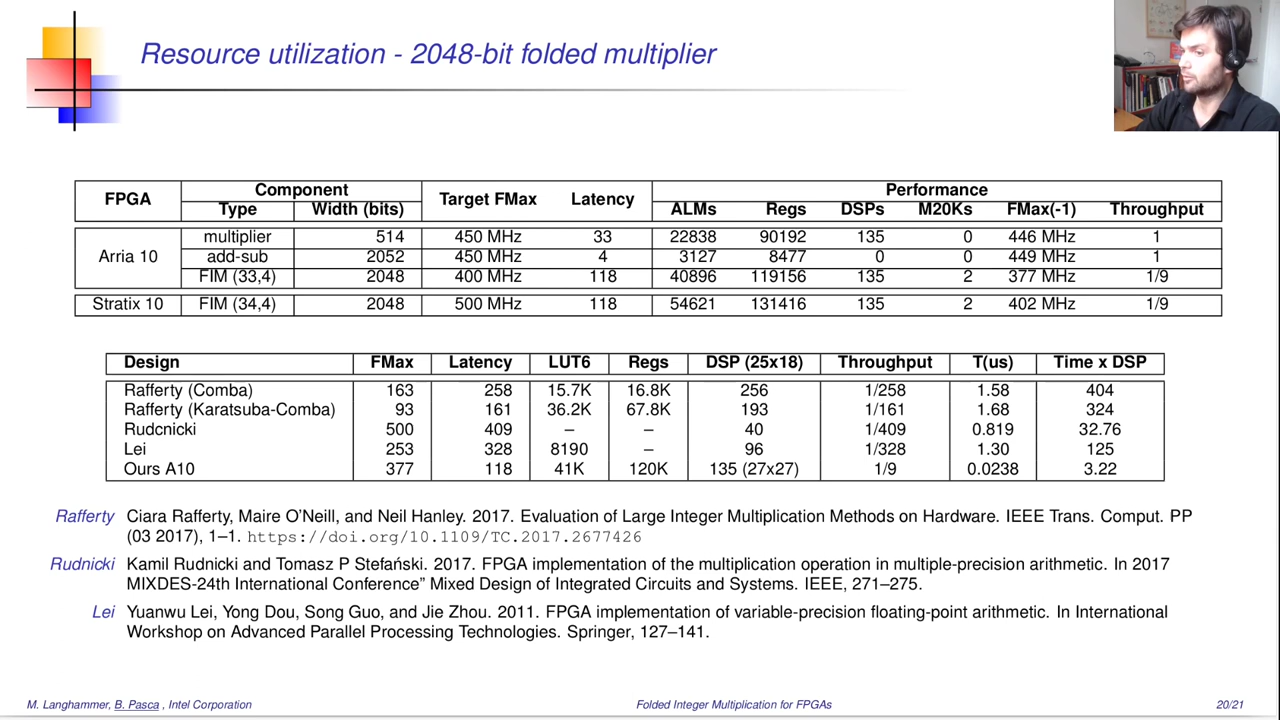 Resource utilization - 2048-bit folded multiplier
FPGA Component Target FMax Latency Performance
Type Width (bits) ALMs Regs DSPs M20Ks FMax(-1) Throughput
Arria 10 multiplier 514 450 MHz 33 22838 90192 135 0 446 MHz 1
add-sub 2052 450 MHz 4 3127 8477 0 0 449 MHz 1
FIM (33,4) 2048 400 MHz 118 40896 119156 135 2 377 MHz 1/9
Stratix 10 FIM (34,4) 2048 500 MHz 118 54621 131416 135 2 402 MHz 1/9
Design FMax Latency LUT6 Regs DSP (25x18) Throughput T(us) Time x DSP
Rafferty (Comba) 163 258 15.7K 16.8K 256 1/258 1.58 404
Rafferty (Karatsuba-Comba) 93 161 36.2K 67.8K 193 1/161 1.68 324
Rudcnicki 500 409 – – 40 1/409 0.819 32.76
Lei 253 328 8190 – 96 1/328 1.30 125
Ours A10 377 118 41K 120K 135 (27x27) 1/9 0.0238 3.22
Rafferty Ciara Rafferty, Maire O'Neill, and Neil Hanley. 2017. Evaluation of Large Integer Multiplication Methods on Hardware. IEEE Trans. Comput. PP
(03 2017), 1–1. https://doi.org/10.1109/TC.2017.2677426
Rudnicki Kamil Rudnicki and Tomasz P Stefański. 2017. FPGA implementation of the multiplication operation in multiple-precision arithmetic. In 2017
MIXDES-24th International Conference” Mixed Design of Integrated Circuits and Systems. IEEE, 271–275.
Lei Yuanwu Lei, Yong Dou, Song Guo, and Jie Zhou. 2011. FPGA implementation of variable-precision floating-point arithmetic. In International
Workshop on Advanced Parallel Processing Technologies. Springer, 127–141.
M. Langhammer, B. Pasca , Intel Corporation Folded Integer Multiplication for FPGAs 20/21